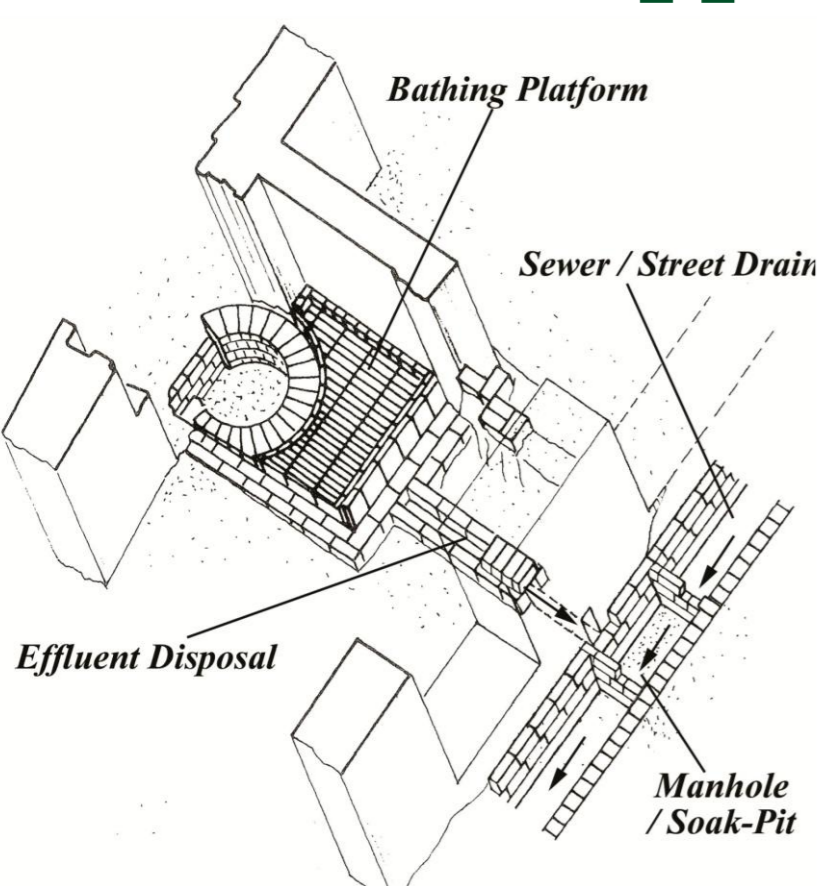 Bathing Platform
Sewer / Street Drain
Effluent Disposal
Manhole
/ Soak-Pit